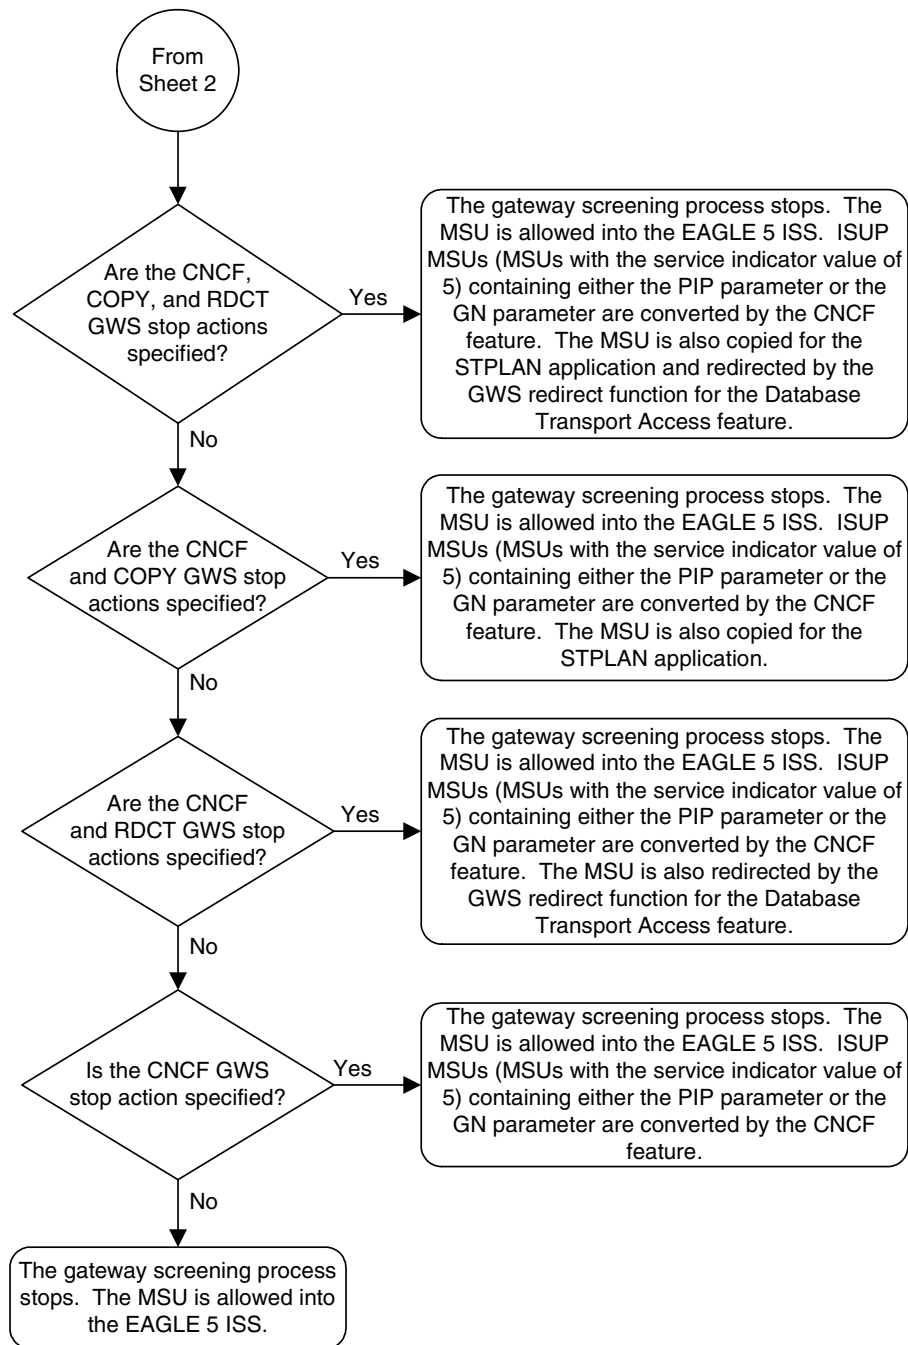 From
Sheet 2
Are the CNCF,
COPY, and RDCT
GWS stop actions
specified?
Yes
The gateway screening process stops.  The
MSU is allowed into the EAGLE 5 ISS.  ISUP
MSUs (MSUs with the service indicator value of
5) containing either the PIP parameter or the
GN parameter are converted by the CNCF
feature.  The MSU is also copied for the
STPLAN application and redirected by the
GWS redirect function for the Database
Transport Access feature.
No
Are the CNCF
and COPY GWS stop
actions specified?
Yes
The gateway screening process stops.  The
MSU is allowed into the EAGLE 5 ISS.  ISUP
MSUs (MSUs with the service indicator value of
5) containing either the PIP parameter or the
GN parameter are converted by the CNCF
feature.  The MSU is also copied for the
STPLAN application.
No
Are the CNCF
and RDCT GWS stop
actions specified?
Yes
The gateway screening process stops.  The
MSU is allowed into the EAGLE 5 ISS.  ISUP
MSUs (MSUs with the service indicator value of
5) containing either the PIP parameter or the
GN parameter are converted by the CNCF
feature.  The MSU is also redirected by the
GWS redirect function for the Database
Transport Access feature.
No
Is the CNCF GWS
stop action specified?
Yes
The gateway screening process stops.  The
MSU is allowed into the EAGLE 5 ISS.  ISUP
MSUs (MSUs with the service indicator value of
5) containing either the PIP parameter or the
GN parameter are converted by the CNCF
feature.
No
The gateway screening process
stops.  The MSU is allowed into
the EAGLE 5 ISS.